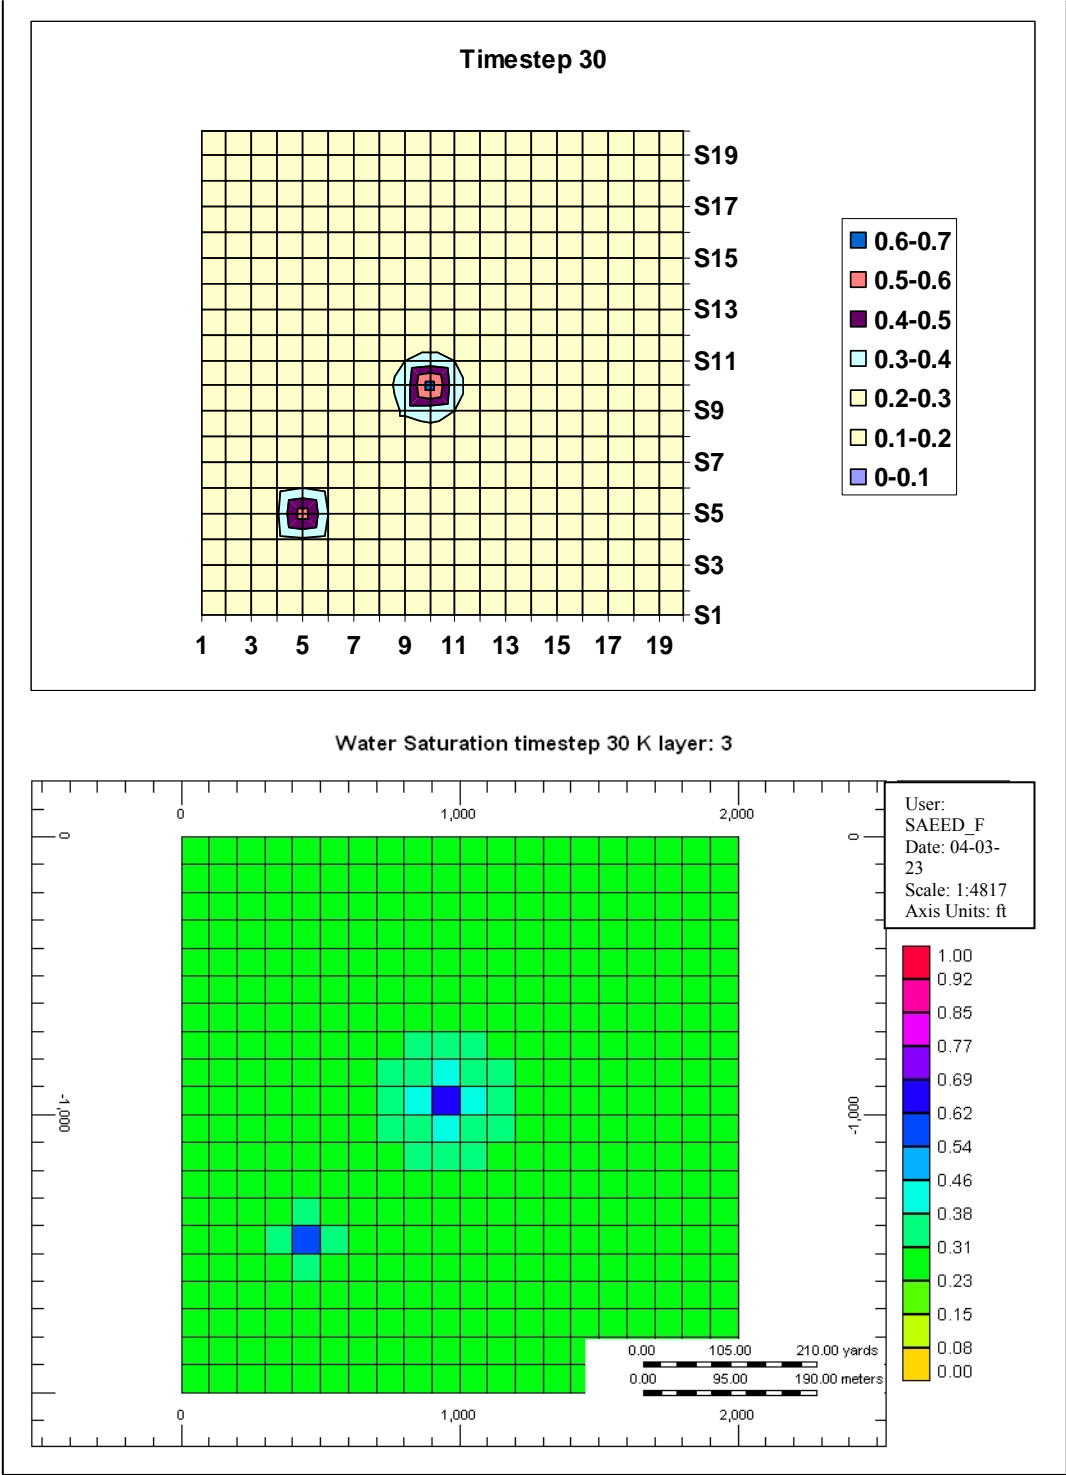 Timestep 30
S19
S17
S15
S13
S11
S9
S7
S5
S3
S1
1 3 5 7 9 11 13 15 17 19
0.6-0.7
0.5-0.6
0.4-0.5
0.3-0.4
0.2-0.3
0.1-0.2
0-0.1
Water Saturation timestep 30 K layer: 3
0 1,000 2,000
0 0
-1,000 -1,000
User:
SAEED_F
Date: 04-03-
23
Scale: 1:4817
Axis Units: ft
1.00
0.92
0.85
0.77
0.69
0.62
0.54
0.46
0.38
0.31
0.23
0.15
0.08
0.00
0.00 105.00 210.00 yards
0.00 95.00 190.00 meters
0 1,000 2,000